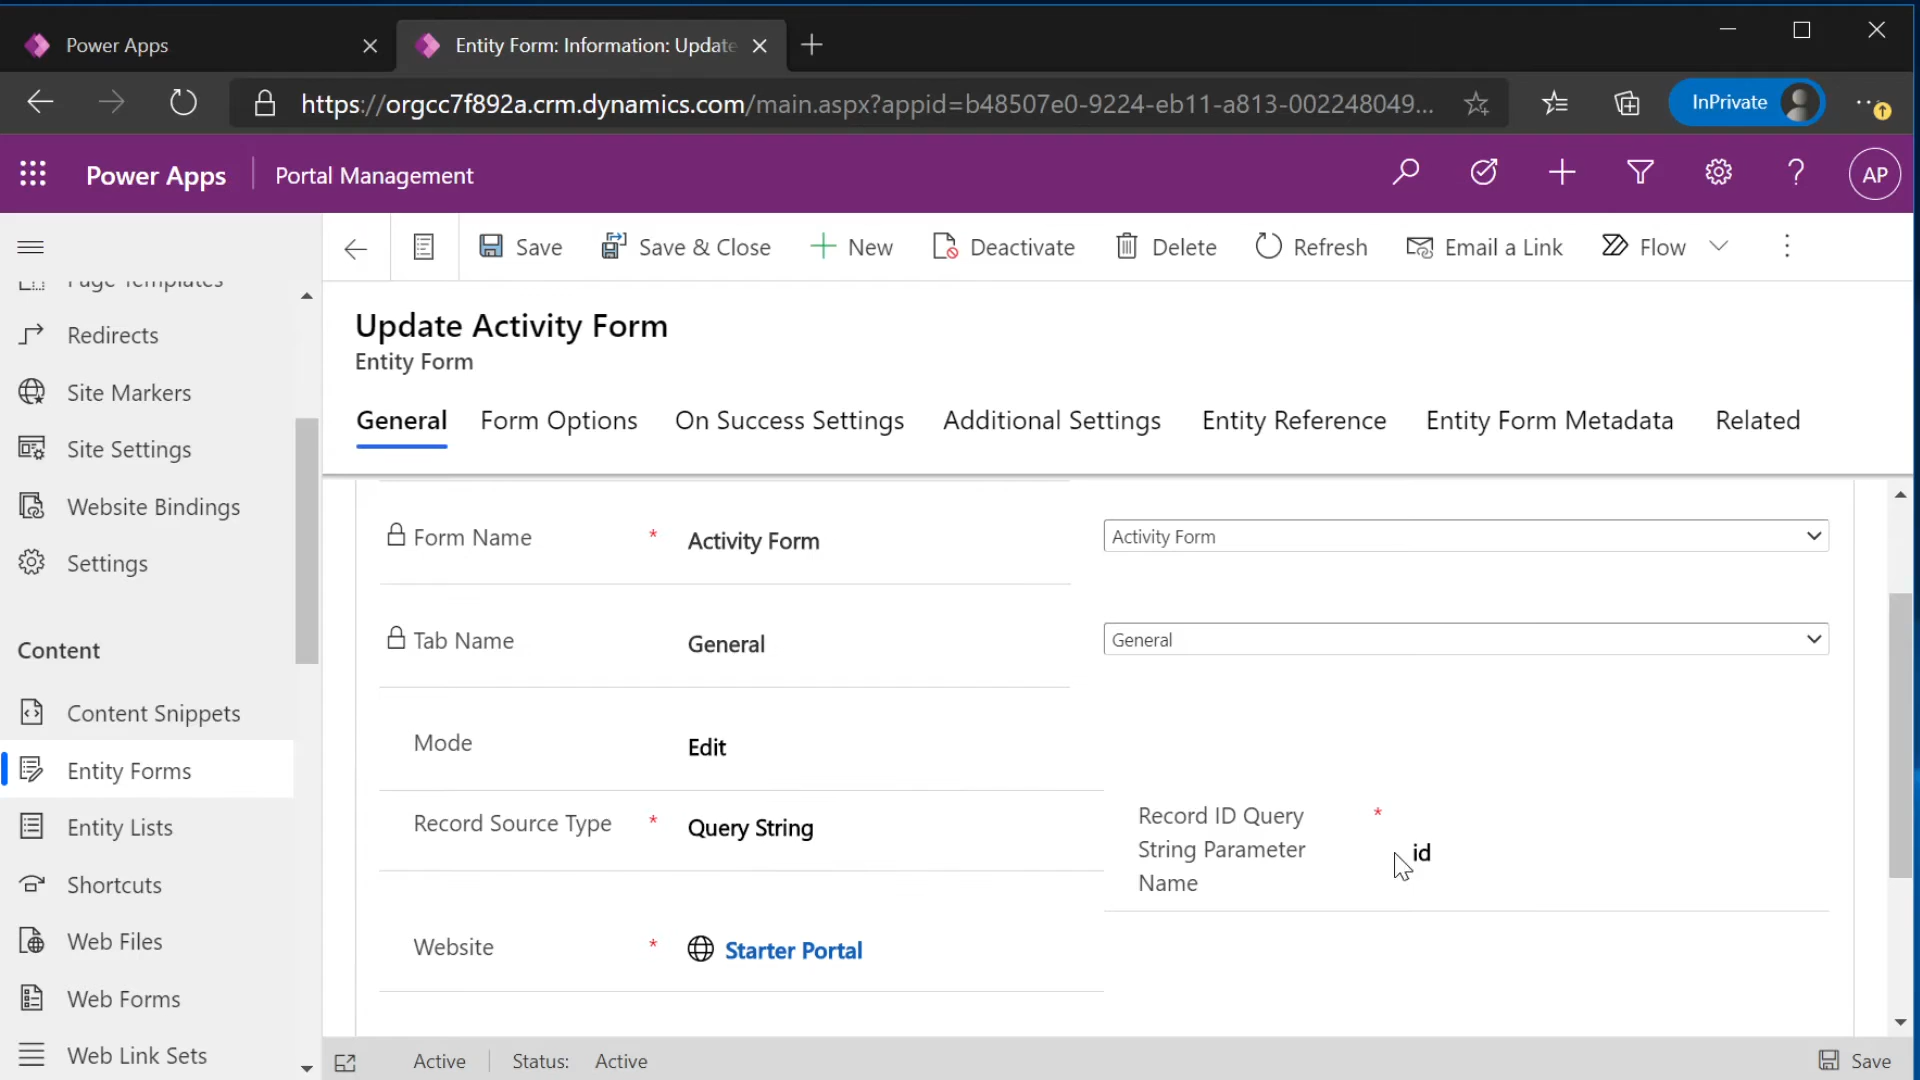 Power Apps
Entity Form: Information: Update
https://orgcc7f892a.crm.dynamics.com/main.aspx?appid=b48507e0-9224-eb11-a813-002248049...
InPrivate
Power Apps
Portal Management
AP
Save
Save & Close
New
Deactivate
Delete
Refresh
Email a Link
Flow
Page Templates
Redirects
Site Markers
Site Settings
Website Bindings
Settings
Content
Content Snippets
Entity Forms
Entity Lists
Shortcuts
Web Files
Web Forms
Web Link Sets
Update Activity Form
Entity Form
General
Form Options
On Success Settings
Additional Settings
Entity Reference
Entity Form Metadata
Related
Form Name * Activity Form
Activity Form
Tab Name General
General
Mode Edit
Record Source Type * Query String
Record ID Query *
String Parameter id
Name
Website * Starter Portal
Active
Status: Active
Save